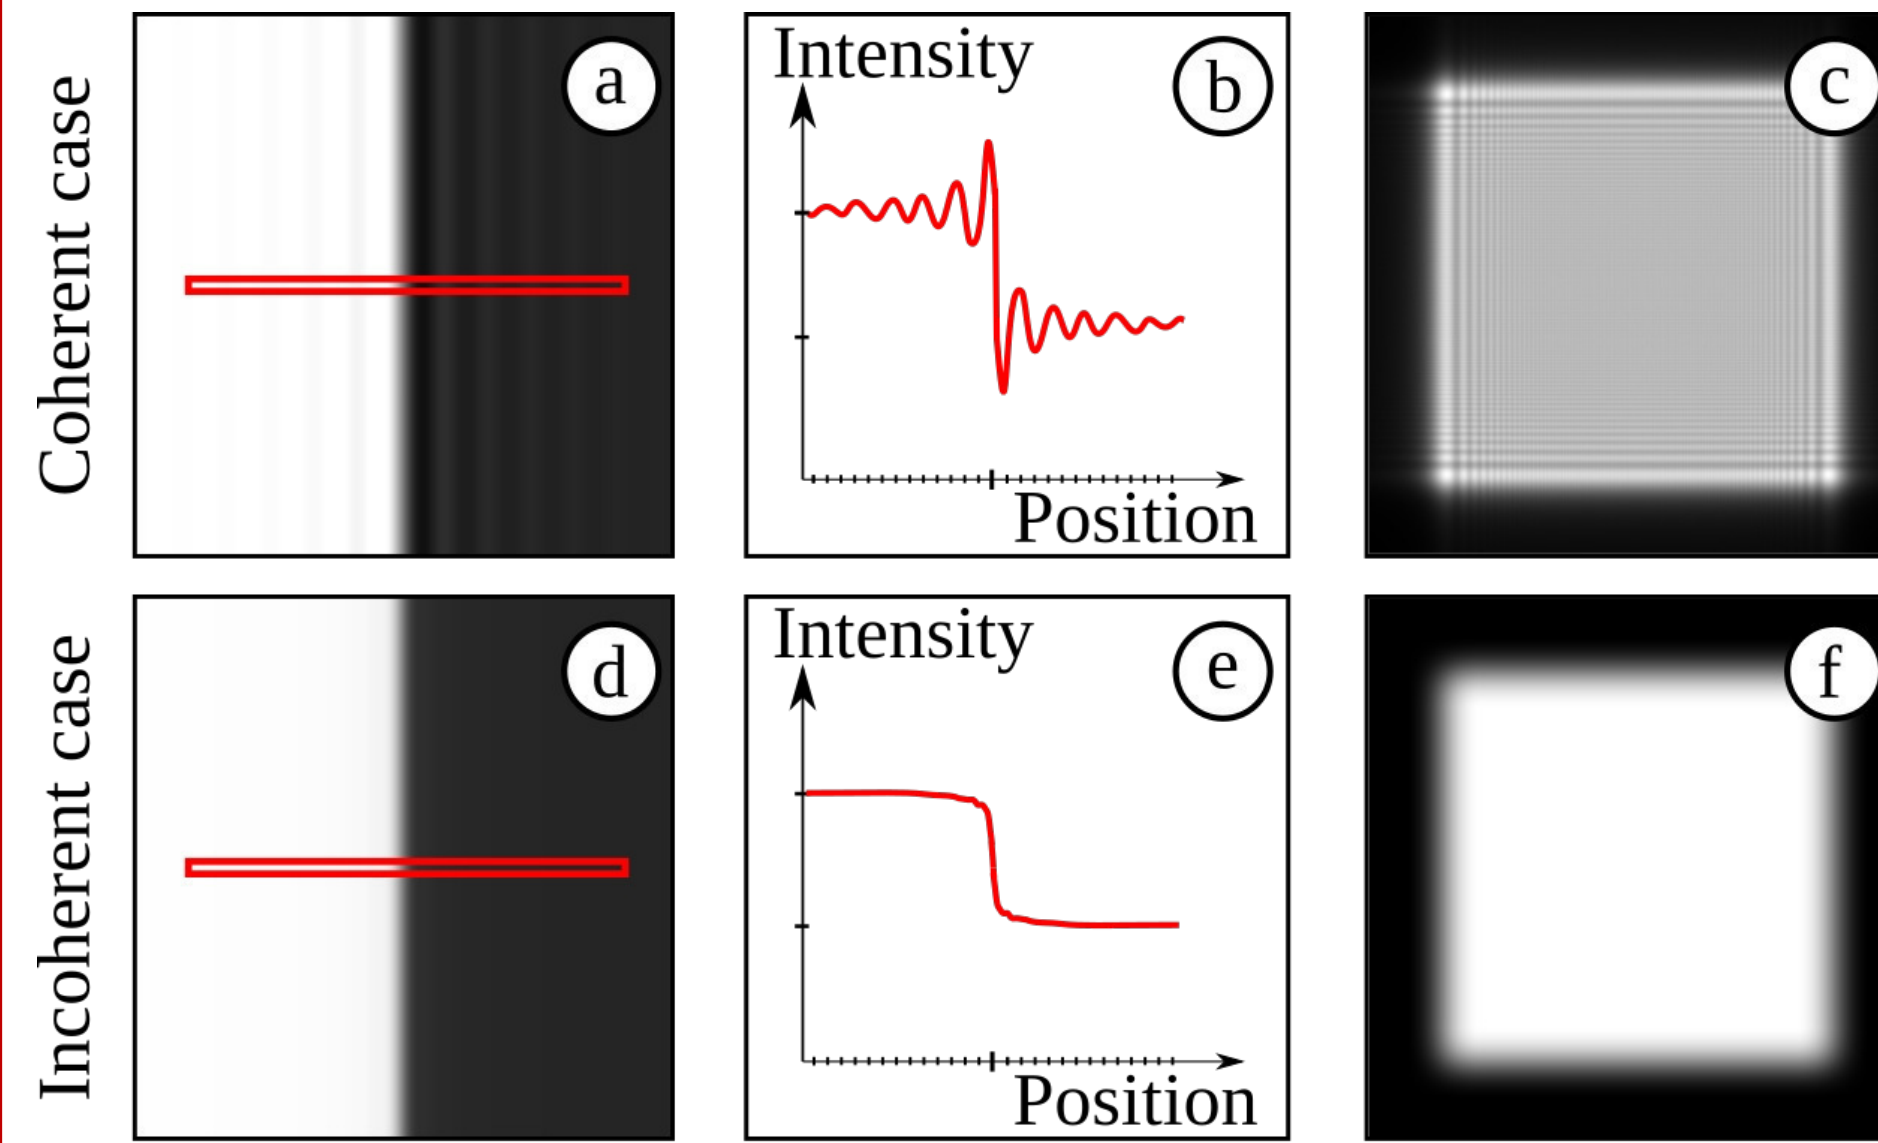 Coherent case
a
Intensity
b
Position
c
Incoherent case
d
Intensity
e
Position
f